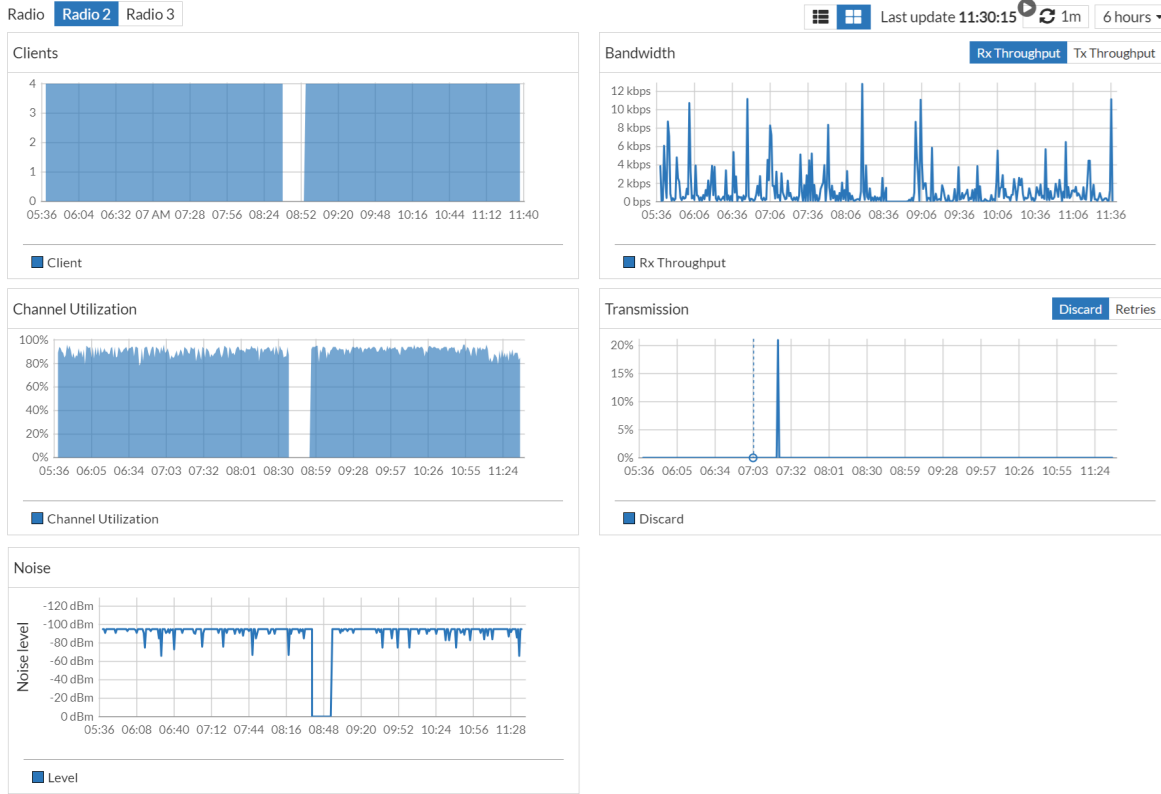 Radio Radio 2 Radio 3 Last update 11:30:15 1m 6 hours
Clients
4
3
2
1
0
05:36 06:04 06:32 07 AM 07:28 07:56 08:24 08:52 09:20 09:48 10:16 10:44 11:12 11:40
Client
Bandwidth Rx Throughput Tx Throughput
12 kbps
10 kbps
8 kbps
6 kbps
4 kbps
2 kbps
0 bps
05:36 06:06 06:36 07:06 07:36 08:06 08:36 09:06 09:36 10:06 10:36 11:06 11:36
Rx Throughput
Channel Utilization
100%
80%
60%
40%
20%
0%
05:36 06:05 06:34 07:03 07:32 08:01 08:30 08:59 09:28 09:57 10:26 10:55 11:24
Channel Utilization
Transmission Discard Retries
20%
15%
10%
5%
0%
05:36 06:05 06:34 07:03 07:32 08:01 08:30 08:59 09:28 09:57 10:26 10:55 11:24
Discard
Noise
Noise level
-120 dBm
-100 dBm
-80 dBm
-60 dBm
-40 dBm
-20 dBm
0 dBm
05:36 06:08 06:40 07:12 07:44 08:16 08:48 09:20 09:52 10:24 10:56 11:28
Level